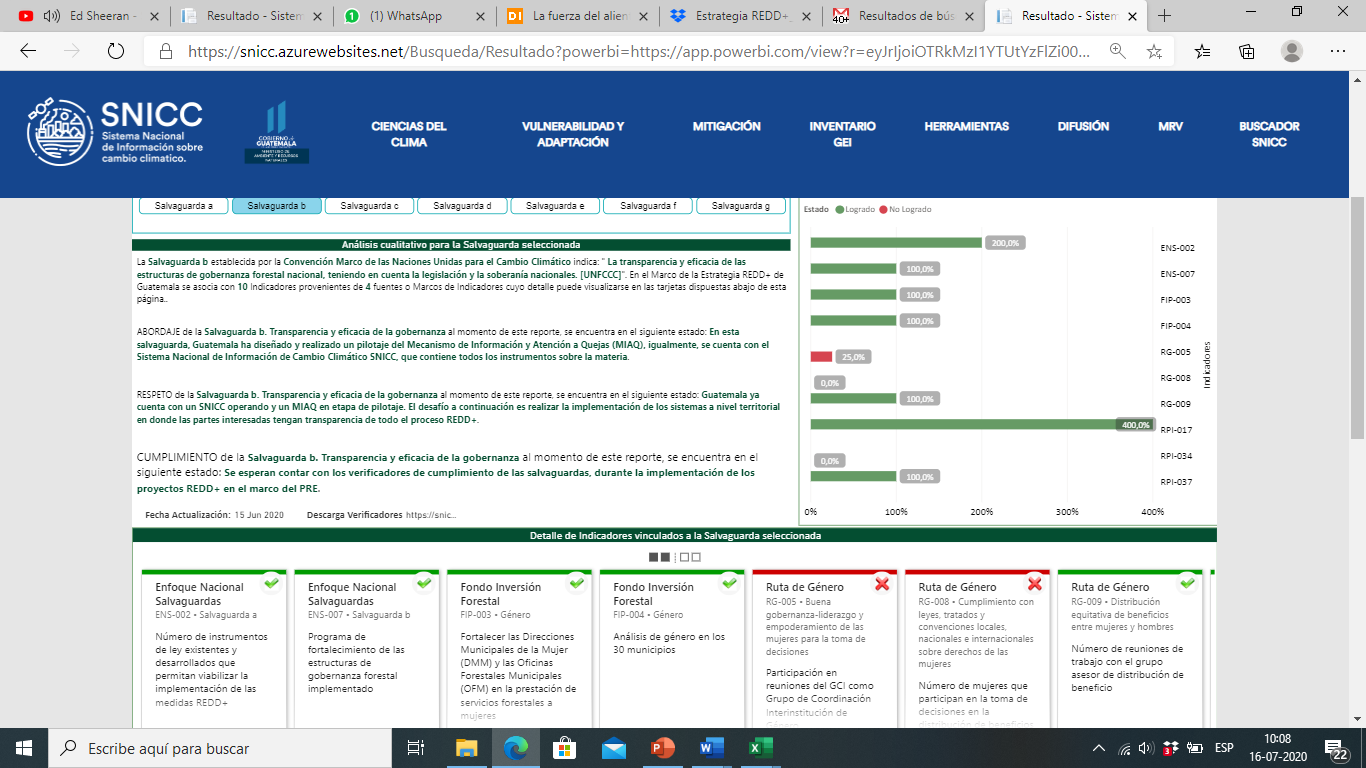 Ed Sheeran -
Resultado - Sistem
(1) WhatsApp
La fuerza del alien
Estrategia REDD+
Resultados de bús
Resultado - Sistem
https://snicc.azurewebsites.net/Busqueda/Resultado?powerbi=https://app.powerbi.com/view?r=eyJrIjoiOTRkMzI1YTUtYzFlZi00...
SNICC
Sistema Nacional
de Información sobre
cambio climatico.
GOBIERNO de
GUATEMALA
MINISTERIO DE
AMBIENTE Y RECURSOS
NATURALES
CIENCIAS DEL
CLIMA
VULNERABILIDAD Y
ADAPTACIÓN
MITIGACIÓN
INVENTARIO
GEI
HERRAMIENTAS
DIFUSIÓN
MRV
BUSCADOR
SNICC
Salvaguarda a
Salvaguarda b
Salvaguarda c
Salvaguarda d
Salvaguarda e
Salvaguarda f
Salvaguarda g
Análisis cualitativo para la Salvaguarda seleccionada
La Salvaguarda b establecida por la Convención Marco de las Naciones Unidas para el Cambio Climático indica: " La transparencia y eficacia de las
estructuras de gobernanza forestal nacional, teniendo en cuenta la legislación y la soberanía nacionales. [UNFCCC]". En el Marco de la Estrategia REDD+ de
Guatemala se asocia con 10 Indicadores provenientes de 4 fuentes o Marcos de Indicadores cuyo detalle puede visualizarse en las tarjetas dispuestas abajo de esta
página..
ABORDAJE de la Salvaguarda b. Transparencia y eficacia de la gobernanza al momento de este reporte, se encuentra en el siguiente estado: En esta
salvaguarda, Guatemala ha diseñado y realizado un pilotaje del Mecanismo de Información y Atención a Quejas (MIAQ), igualmente, se cuenta con el
Sistema Nacional de Información de Cambio Climático SNICC, que contiene todos los instrumentos sobre la materia.
RESPETO de la Salvaguarda b. Transparencia y eficacia de la gobernanza al momento de este reporte, se encuentra en el siguiente estado: Guatemala ya
cuenta con un SNICC operando y un MIAQ en etapa de pilotaje. El desafío a continuación es realizar la implementación de los sistemas a nivel territorial
en donde las partes interesadas tengan transparencia de todo el proceso REDD+.
CUMPLIMIENTO de la Salvaguarda b. Transparencia y eficacia de la gobernanza al momento de este reporte, se encuentra en el
siguiente estado: Se esperan contar con los verificadores de cumplimiento de las salvaguardas, durante la implementación de los
proyectos REDD+ en el marco del PRE.
Fecha Actualización: 15 Jun 2020
Descarga Verificadores https://snic...
Estado Logrado No Logrado
200,0% ENS-002
100,0% ENS-007
100,0% FIP-003
100,0% FIP-004
25,0% RG-005
0,0% RG-008
100,0% RG-009
400,0% RPI-017
0,0% RPI-034
100,0% RPI-037
Indicadores
0% 100% 200% 300% 400%
Detalle de Indicadores vinculados a la Salvaguarda seleccionada
Enfoque Nacional
Salvaguardas
ENS-002 • Salvaguarda a
Número de instrumentos
de ley existentes y
desarrollados que
permitan viabilizar la
implementación de las
medidas REDD+
Enfoque Nacional
Salvaguardas
ENS-007 • Salvaguarda b
Programa de
fortalecimiento de las
estructuras de
gobernanza forestal
implementado
Fondo Inversión
Forestal
FIP-003 • Género
Fortalecer las Direcciones
Municipales de la Mujer
(DMM) y las Oficinas
Forestales Municipales
(OFM) en la prestación de
servicios forestales a
mujeres
Fondo Inversión
Forestal
FIP-004 • Género
Análisis de género en los
30 municipios
Ruta de Género
RG-005 • Buena
gobernanza-liderazgo y
empoderamiento de las
mujeres para la toma de
decisiones
Participación en
reuniones del GCI como
Grupo de Coordinación
Interinstitución de
Género
Ruta de Género
RG-008 • Cumplimiento con
leyes, tratados y
convenciones locales,
nacionales e internacionales
sobre derechos de las
mujeres
Número de mujeres que
participan en la toma de
decisiones en la
distribución de beneficios
Ruta de Género
RG-009 • Distribución
equitativa de beneficios
entre mujeres y hombres
Número de reuniones de
trabajo con el grupo
asesor de distribución de
beneficio
Escribe aquí para buscar
ESP
10:08
16-07-2020
22